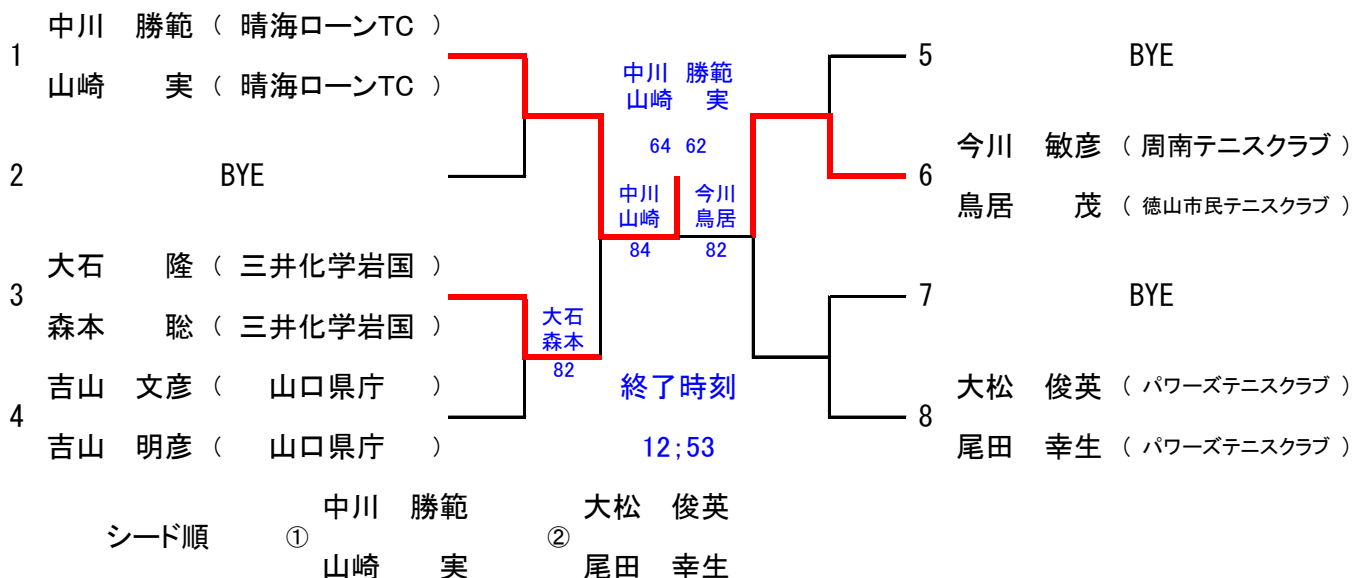 1
中川 勝範 ( 晴海ローンTC )
山崎 実 ( 晴海ローンTC )
2
BYE
3
大石 隆 ( 三井化学岩国 )
森本 聡 ( 三井化学岩国 )
4
吉山 文彦 ( 山口県庁 )
吉山 明彦 ( 山口県庁 )
大石
森本
82
中川 勝範
山崎 実
64 62
中川
山崎
84
今川
鳥居
82
終了時刻
12;53
5
BYE
6
今川 敏彦 ( 周南テニスクラブ )
鳥居 茂 ( 徳山市民テニスクラブ )
7
BYE
8
大松 俊英 ( パワーズテニスクラブ )
尾田 幸生 ( パワーズテニスクラブ )
シード順
①
中川 勝範
山崎 実
②
大松 俊英
尾田 幸生